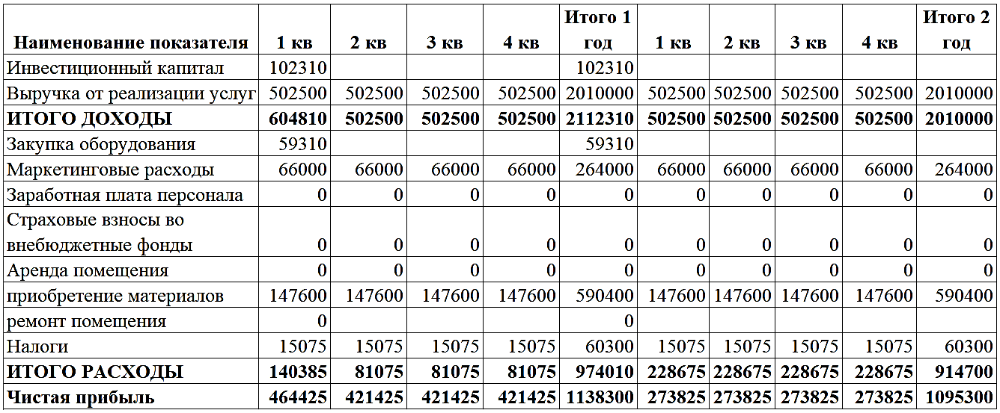 Наименование показателя 1 кв 2 кв 3 кв 4 кв Итого 1 год 1 кв 2 кв 3 кв 4 кв Итого 2 год
Инвестиционный капитал 102310 102310
Выручка от реализации услуг 502500 502500 502500 502500 2010000 502500 502500 502500 502500 2010000
ИТОГО ДОХОДЫ 604810 502500 502500 502500 2112310 502500 502500 502500 502500 2010000
Закупка оборудования 59310 59310
Маркетинговые расходы 66000 66000 66000 66000 264000 66000 66000 66000 66000 264000
Заработная плата персонала 0 0 0 0 0 0 0 0 0 0
Страховые взносы во
внебюджетные фонды 0 0 0 0 0 0 0 0 0 0
Аренда помещения 0 0 0 0 0 0 0 0 0 0
приобретение материалов 147600 147600 147600 147600 590400 147600 147600 147600 147600 590400
ремонт помещения 0 0
Налоги 15075 15075 15075 15075 60300 15075 15075 15075 15075 60300
ИТОГО РАСХОДЫ 140385 81075 81075 81075 974010 228675 228675 228675 228675 914700
Чистая прибыль 464425 421425 421425 421425 1138300 273825 273825 273825 273825 1095300